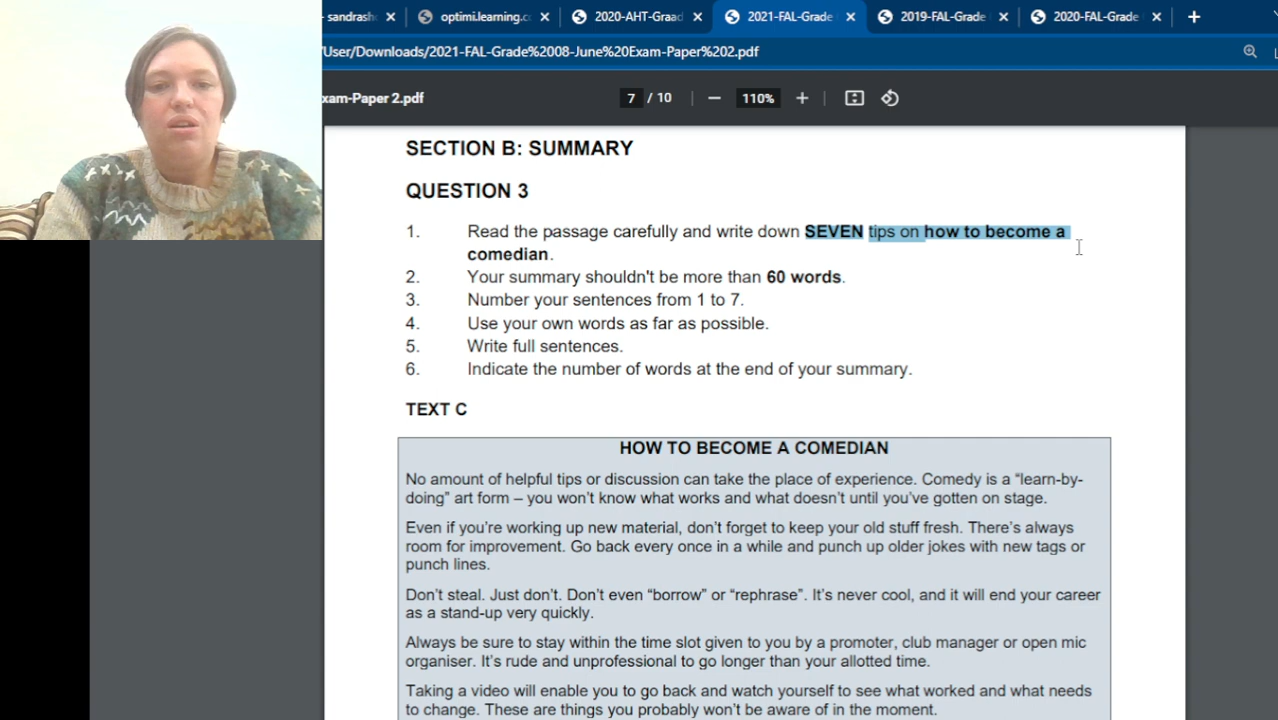 - sandrash
optimi.learning.c
2020-AHT-Graad
2021-FAL-Grade
2019-FAL-Grade
2020-FAL-Grade
/User/Downloads/2021-FAL-Grade%2008-June%20Exam-Paper%202.pdf
xam-Paper 2.pdf
7 / 10
110%
SECTION B: SUMMARY
QUESTION 3
1. Read the passage carefully and write down SEVEN tips on how to become a
comedian.
2. Your summary shouldn't be more than 60 words.
3. Number your sentences from 1 to 7.
4. Use your own words as far as possible.
5. Write full sentences.
6. Indicate the number of words at the end of your summary.
TEXT C
HOW TO BECOME A COMEDIAN
No amount of helpful tips or discussion can take the place of experience. Comedy is a “learn-by-
doing” art form – you won’t know what works and what doesn’t until you’ve gotten on stage.
Even if you’re working up new material, don’t forget to keep your old stuff fresh. There’s always
room for improvement. Go back every once in a while and punch up older jokes with new tags or
punch lines.
Don’t steal. Just don’t. Don’t even “borrow” or “rephrase”. It’s never cool, and it will end your career
as a stand-up very quickly.
Always be sure to stay within the time slot given to you by a promoter, club manager or open mic
organiser. It’s rude and unprofessional to go longer than your allotted time.
Taking a video will enable you to go back and watch yourself to see what worked and what needs
to change. These are things you probably won’t be aware of in the moment.